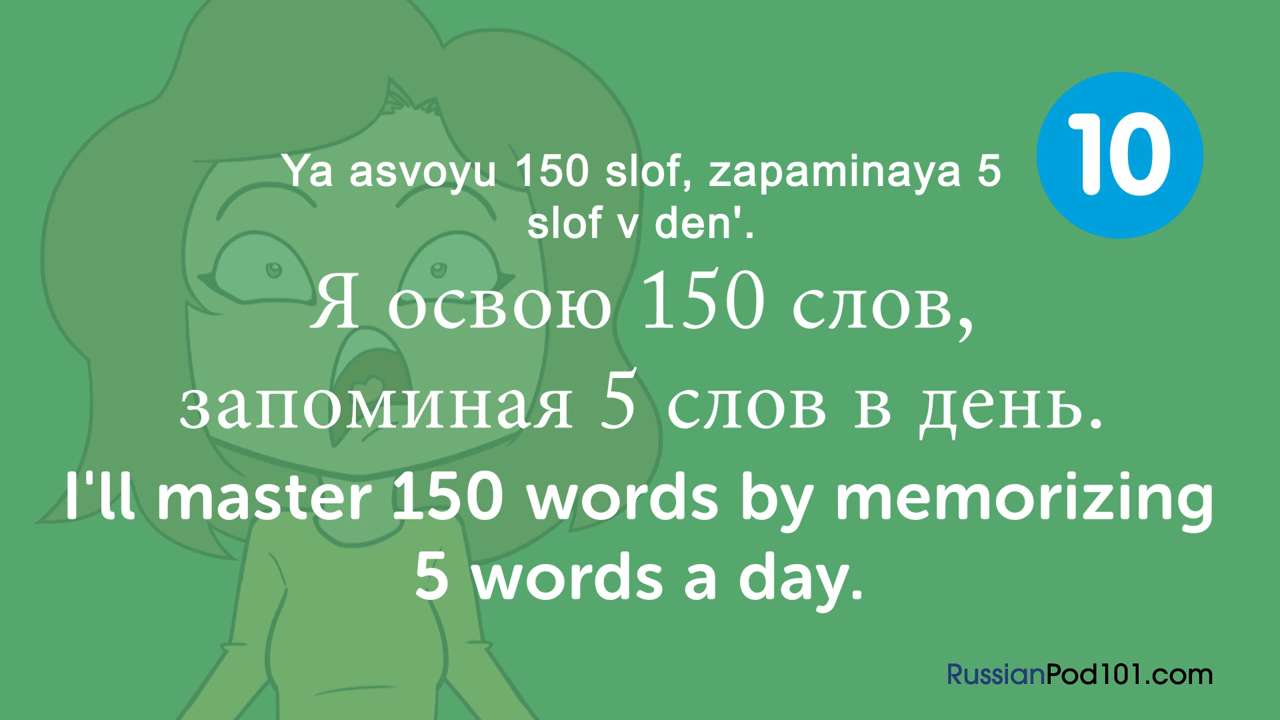 10
Ya asvoyu 150 slof, zapaminaya 5
slof v den'.
Я освою 150 слов,
запоминая 5 слов в день.
I'll master 150 words by memorizing
5 words a day.
RussianPod101.com